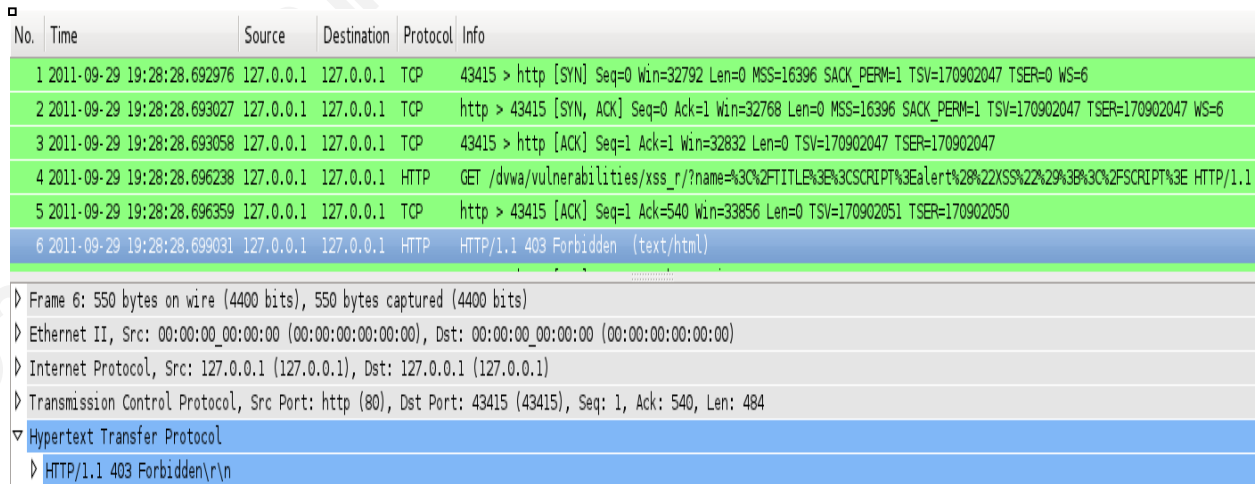 No. Time Source Destination Protocol Info
1 2011-09-29 19:28:28.692976 127.0.0.1 127.0.0.1 TCP 43415 > http [SYN] Seq=0 Win=32792 Len=0 MSS=16396 SACK_PERM=1 TSV=170902047 TSER=0 WS=6
2 2011-09-29 19:28:28.693027 127.0.0.1 127.0.0.1 TCP http > 43415 [SYN, ACK] Seq=0 Ack=1 Win=32768 Len=0 MSS=16396 SACK_PERM=1 TSV=170902047 TSER=170902047 WS=6
3 2011-09-29 19:28:28.693058 127.0.0.1 127.0.0.1 TCP 43415 > http [ACK] Seq=1 Ack=1 Win=32832 Len=0 TSV=170902047 TSER=170902047
4 2011-09-29 19:28:28.696238 127.0.0.1 127.0.0.1 HTTP GET /dvwa/vulnerabilities/xss_r/?name=%3C%2FTITLE%3E%3CSCRIPT%3Ealert%28%22XSS%22%29%3B%3C%2FSCRIPT%3E HTTP/1.1
5 2011-09-29 19:28:28.696359 127.0.0.1 127.0.0.1 TCP http > 43415 [ACK] Seq=1 Ack=540 Win=33856 Len=0 TSV=170902051 TSER=170902050
6 2011-09-29 19:28:28.699031 127.0.0.1 127.0.0.1 HTTP HTTP/1.1 403 Forbidden (text/html)
Frame 6: 550 bytes on wire (4400 bits), 550 bytes captured (4400 bits)
Ethernet II, Src: 00:00:00_00:00:00 (00:00:00:00:00:00), Dst: 00:00:00_00:00:00 (00:00:00:00:00:00)
Internet Protocol, Src: 127.0.0.1 (127.0.0.1), Dst: 127.0.0.1 (127.0.0.1)
Transmission Control Protocol, Src Port: http (80), Dst Port: 43415 (43415), Seq: 1, Ack: 540, Len: 484
Hypertext Transfer Protocol
HTTP/1.1 403 Forbidden\r\n